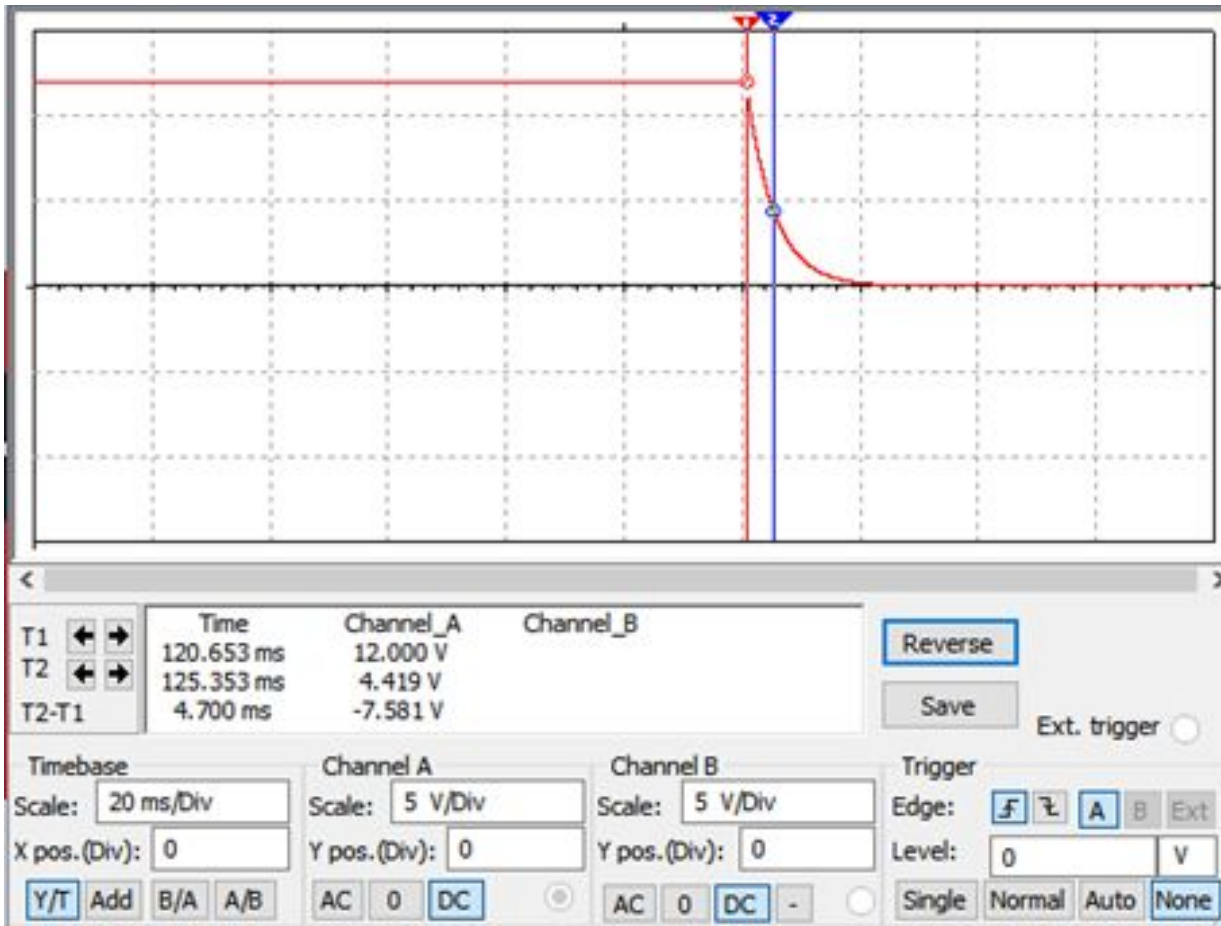 1 2
Time Channel_A Channel_B
T1 120.653 ms 12.000 V
T2 125.353 ms 4.419 V
T2-T1 4.700 ms -7.581 V
Reverse
Save
Ext. trigger
Timebase
Scale: 20 ms/Div
X pos.(Div): 0
Y/T Add B/A A/B
Channel A
Scale: 5 V/Div
Y pos.(Div): 0
AC 0 DC
Channel B
Scale: 5 V/Div
Y pos.(Div): 0
AC 0 DC -
Trigger
Edge: A B Ext
Level: 0 V
Single Normal Auto None